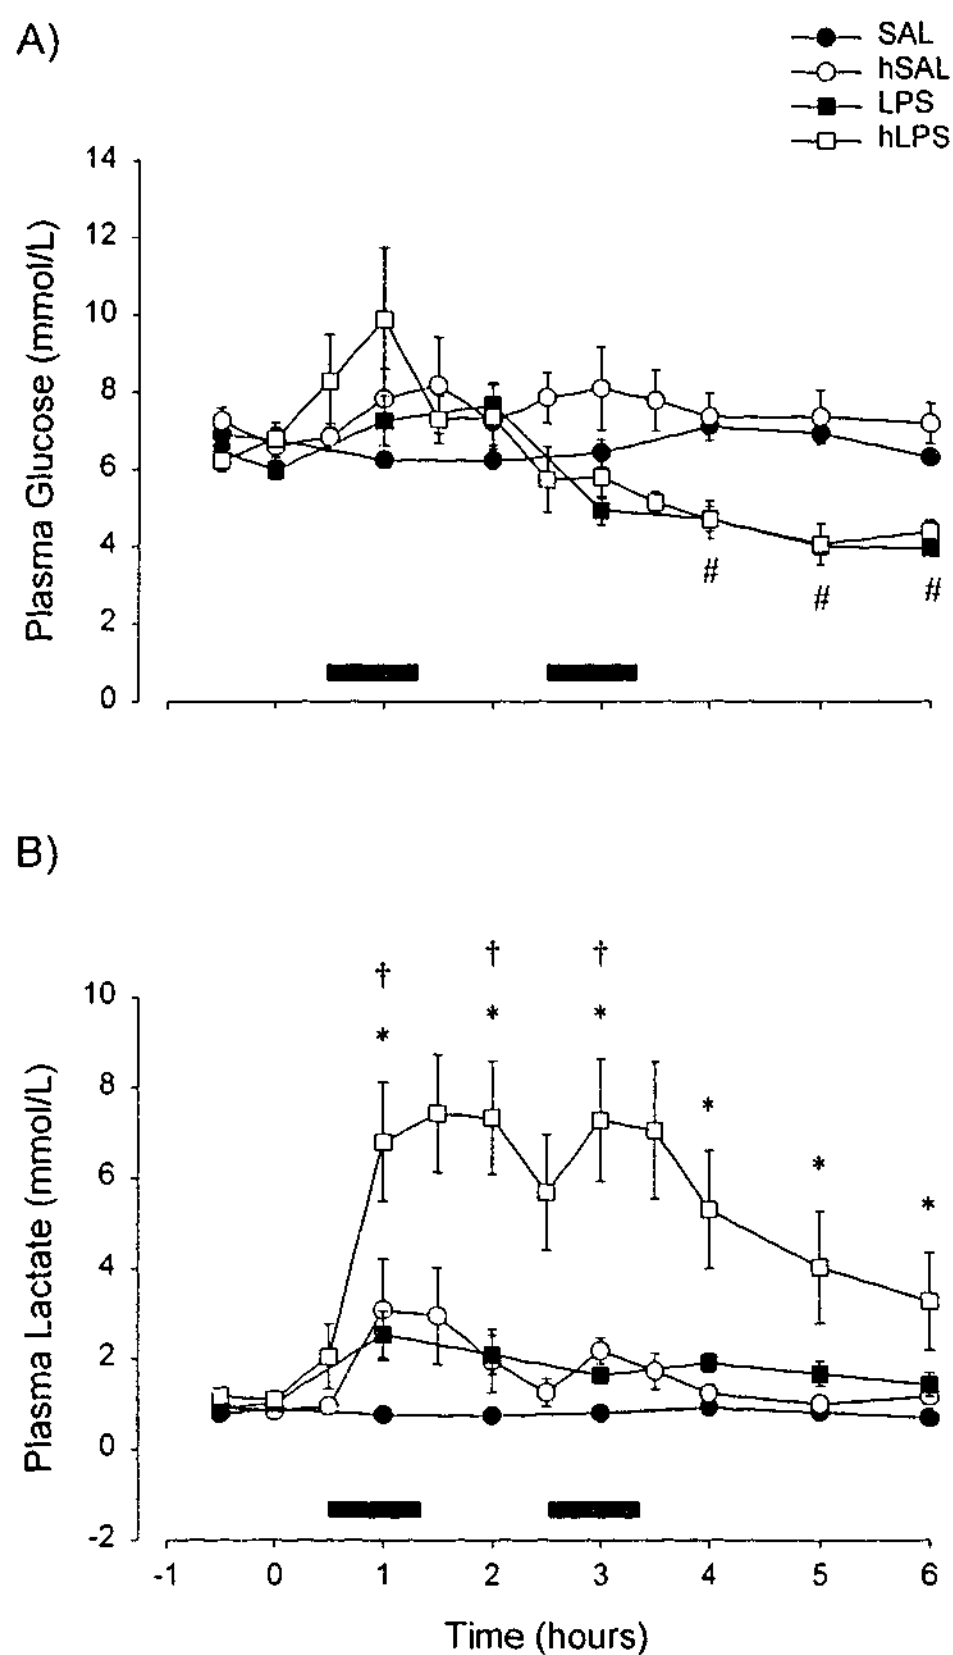 A)
SAL
hSAL
LPS
hLPS
Plasma Glucose (mmol/L)
14
12
10
8
6
4
2
0
# # #
B)
Plasma Lactate (mmol/L)
† † †
* * * * * *
10
8
6
4
2
0
-2
-1 0 1 2 3 4 5 6
Time (hours)